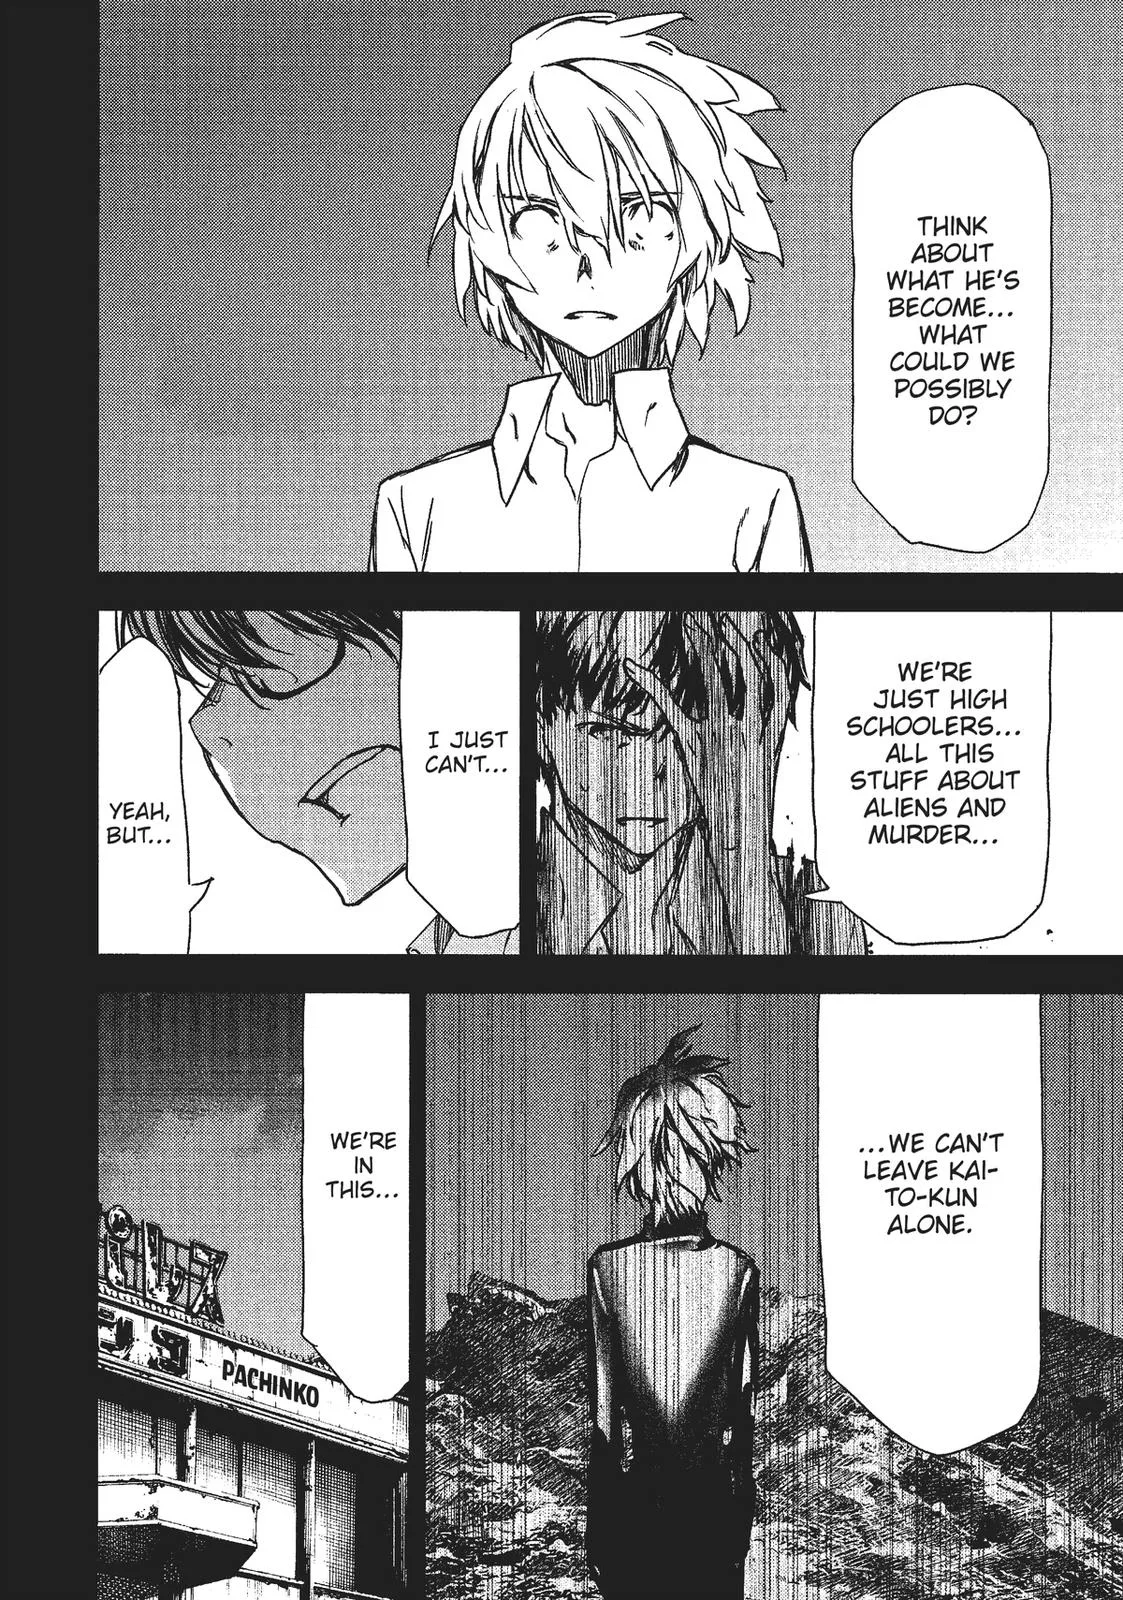 THINK
ABOUT
WHAT HE'S
BECOME...
WHAT
COULD WE
POSSIBLY
DO?
WE'RE
JUST HIGH
SCHOOLERS...
ALL THIS
STUFF ABOUT
ALIENS AND
MURDER...
I JUST
CAN'T...
YEAH,
BUT...
...WE CAN'T
LEAVE KAI-
TO-KUN
ALONE.
WE'RE
IN
THIS...
PACHINKO